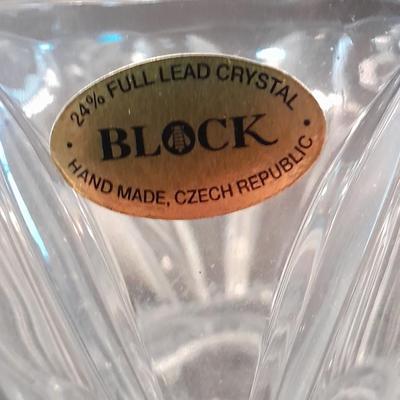 24% FULL LEAD CRYSTAL
BLOCK
HAND MADE, CZECH REPUBLIC